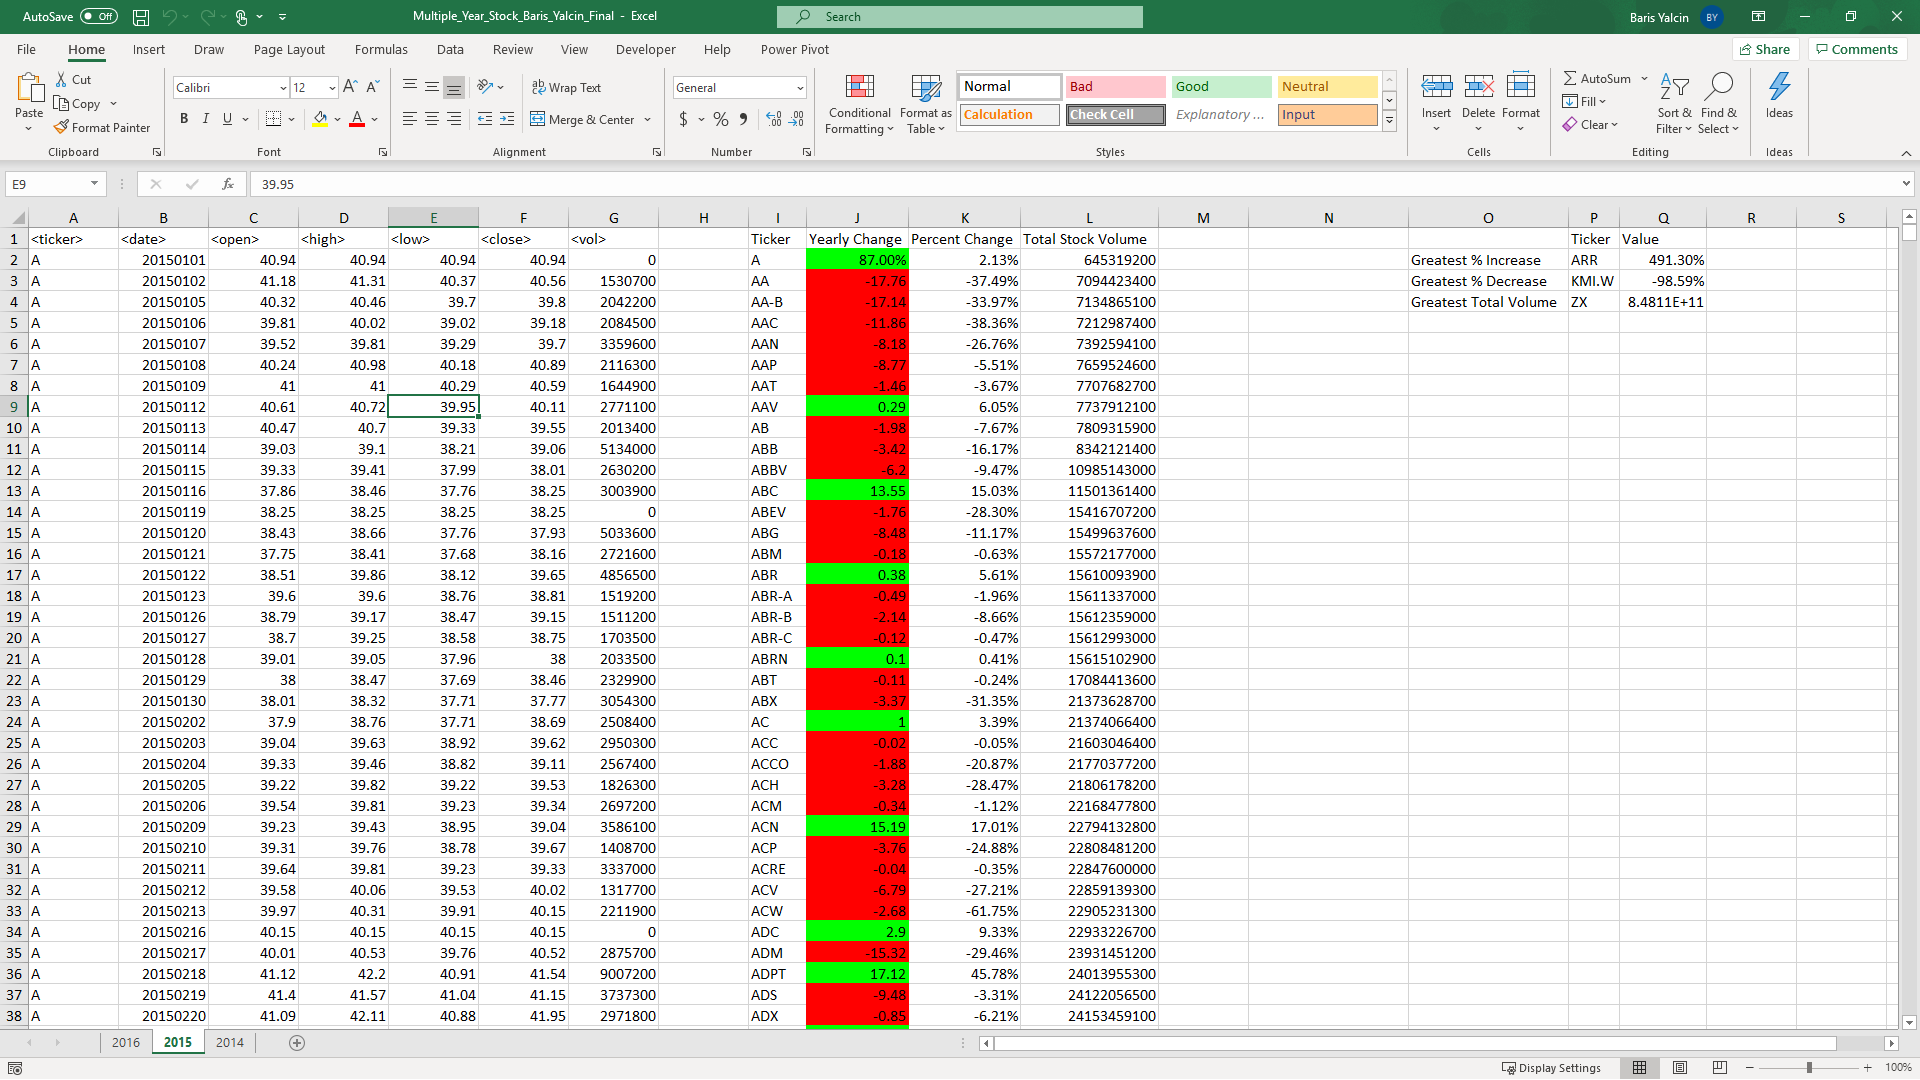 AutoSave Off Multiple_Year_Stock_Baris_Yalcin_Final - Excel Search Baris Yalcin BY
File Home Insert Draw Page Layout Formulas Data Review View Developer Help Power Pivot Share Comments
Paste Cut Copy Format Painter Clipboard
Calibri 12 A A B I U A Font
Wrap Text Merge & Center Alignment
General $ % Number
Conditional Formatting Format as Table Normal Bad Good Neutral Calculation Check Cell Explanatory ... Input Styles
Insert Delete Format Cells
AutoSum Fill Clear Sort & Filter Find & Select Editing
Ideas Ideas
E9 fx 39.95
A B C D E F G H I J K L M N O P Q R S
1 <ticker> <date> <open> <high> <low> <close> <vol> Ticker Yearly Change Percent Change Total Stock Volume Ticker Value
2 A 20150101 40.94 40.94 40.94 40.94 0 A 87.00% 2.13% 645319200 Greatest % Increase ARR 491.30%
3 A 20150102 41.18 41.31 40.37 40.56 1530700 AA -17.76 -37.49% 7094423400 Greatest % Decrease KMI.W -98.59%
4 A 20150105 40.32 40.46 39.7 39.8 2042200 AA-B -17.14 -33.97% 7134865100 Greatest Total Volume ZX 8.4811E+11
5 A 20150106 39.81 40.02 39.02 39.18 2084500 AAC -11.86 -38.36% 7212987400
6 A 20150107 39.52 39.81 39.29 39.7 3359600 AAN -8.18 -26.76% 7392594100
7 A 20150108 40.24 40.98 40.18 40.89 2116300 AAP -8.77 -5.51% 7659524600
8 A 20150109 41 41 40.29 40.59 1644900 AAT -1.46 -3.67% 7707682700
9 A 20150112 40.61 40.72 39.95 40.11 2771100 AAV 0.29 6.05% 7737912100
10 A 20150113 40.47 40.7 39.33 39.55 2013400 AB -1.98 -7.67% 7809315900
11 A 20150114 39.03 39.1 38.21 39.06 5134000 ABB -3.42 -16.17% 8342121400
12 A 20150115 39.33 39.41 37.99 38.01 2630200 ABBV -6.2 -9.47% 10985143000
13 A 20150116 37.86 38.46 37.76 38.25 3003900 ABC 13.55 15.03% 11501361400
14 A 20150119 38.25 38.25 38.25 38.25 0 ABEV -1.76 -28.30% 15416707200
15 A 20150120 38.43 38.66 37.76 37.93 5033600 ABG -8.48 -11.17% 15499637600
16 A 20150121 37.75 38.41 37.68 38.16 2721600 ABM -0.18 -0.63% 15572177000
17 A 20150122 38.51 39.86 38.12 39.65 4856500 ABR 0.38 5.61% 15610093900
18 A 20150123 39.6 39.6 38.76 38.81 1519200 ABR-A -0.49 -1.96% 15611337000
19 A 20150126 38.79 39.17 38.47 39.15 1511200 ABR-B -2.14 -8.66% 15612359000
20 A 20150127 38.7 39.25 38.58 38.75 1703500 ABR-C -0.12 -0.47% 15612993000
21 A 20150128 39.01 39.05 37.96 38 2033500 ABRN 0.1 0.41% 15615102900
22 A 20150129 38 38.47 37.69 38.46 2329900 ABT -0.11 -0.24% 17084413600
23 A 20150130 38.01 38.32 37.71 37.77 3054300 ABX -3.37 -31.35% 21373628700
24 A 20150202 37.9 38.76 37.71 38.69 2508400 AC 1 3.39% 21374066400
25 A 20150203 39.04 39.63 38.92 39.62 2950300 ACC -0.02 -0.05% 21603046400
26 A 20150204 39.33 39.46 38.82 39.11 2567400 ACCO -1.88 -20.87% 21770377200
27 A 20150205 39.22 39.82 39.22 39.53 1826300 ACH -3.28 -28.47% 21806178200
28 A 20150206 39.54 39.81 39.23 39.34 2697200 ACM -0.34 -1.12% 22168477800
29 A 20150209 39.23 39.43 38.95 39.04 3586100 ACN 15.19 17.01% 22794132800
30 A 20150210 39.31 39.76 38.78 39.67 1408700 ACP -3.76 -24.88% 22808481200
31 A 20150211 39.64 39.81 39.23 39.33 3337000 ACRE -0.04 -0.35% 22847600000
32 A 20150212 39.58 40.06 39.53 40.02 1317700 ACV -6.79 -27.21% 22859139300
33 A 20150213 39.97 40.31 39.91 40.15 2211900 ACW -2.68 -61.75% 22905231300
34 A 20150216 40.15 40.15 40.15 40.15 0 ADC 2.9 9.33% 22933226700
35 A 20150217 40.01 40.53 39.76 40.52 2875700 ADM -15.32 -29.46% 23931451200
36 A 20150218 41.12 42.2 40.91 41.54 9007200 ADPT 17.12 45.78% 24013955300
37 A 20150219 41.4 41.57 41.04 41.15 3737300 ADS -9.48 -3.31% 24122056500
38 A 20150220 41.09 42.11 40.88 41.95 2971800 ADX -0.85 -6.21% 24153459100
2016 2015 2014
Display Settings 100%